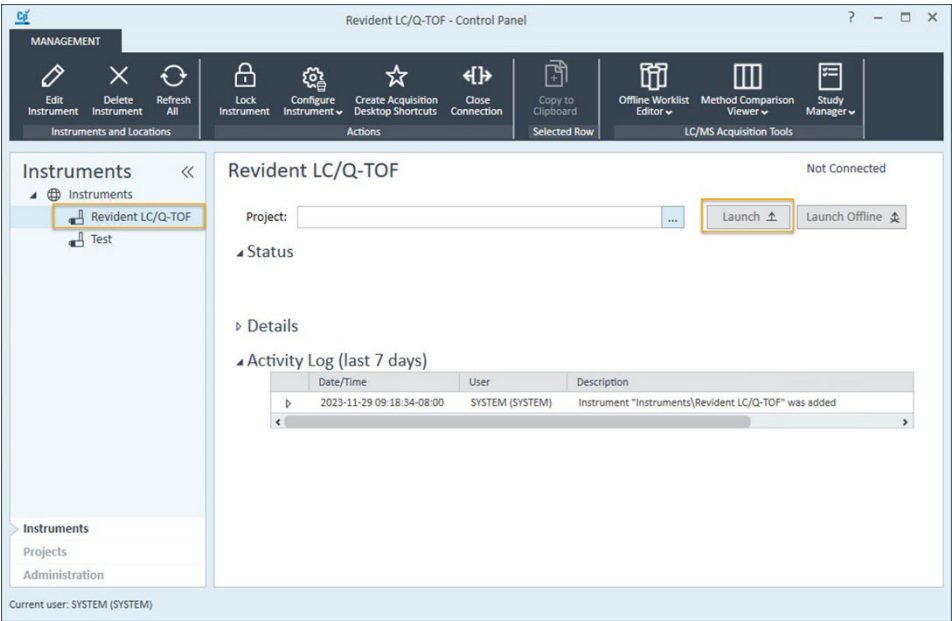 Revident LC/Q-TOF - Control Panel
MANAGEMENT
Edit Instrument
Delete Instrument
Refresh All
Instruments and Locations
Lock Instrument
Configure Instrument
Create Acquisition Desktop Shortcuts
Close Connection
Actions
Copy to Clipboard
Selected Row
Offline Worklist Editor
Method Comparison Viewer
Study Manager
LC/MS Acquisition Tools
Instruments
Instruments
Revident LC/Q-TOF
Test
Revident LC/Q-TOF
Not Connected
Project:
...
Launch
Launch Offline
Status
Details
Activity Log (last 7 days)
Date/Time User Description
2023-11-29 09:18:34-08:00 SYSTEM (SYSTEM) Instrument "Instruments\Revident LC/Q-TOF" was added
Instruments
Projects
Administration
Current user: SYSTEM (SYSTEM)